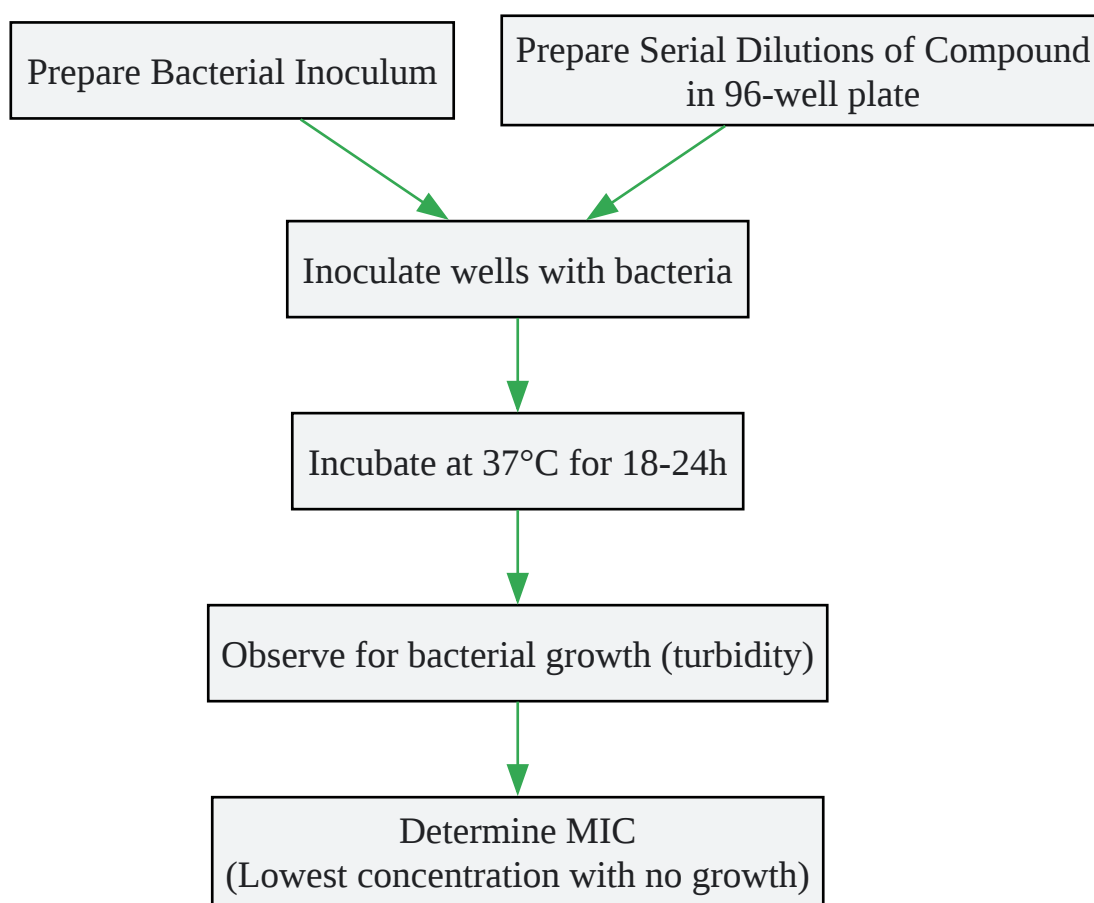 Prepare Bacterial Inoculum
Prepare Serial Dilutions of Compound
in 96-well plate
Inoculate wells with bacteria
Incubate at 37°C for 18-24h
Observe for bacterial growth (turbidity)
Determine MIC
(Lowest concentration with no growth)